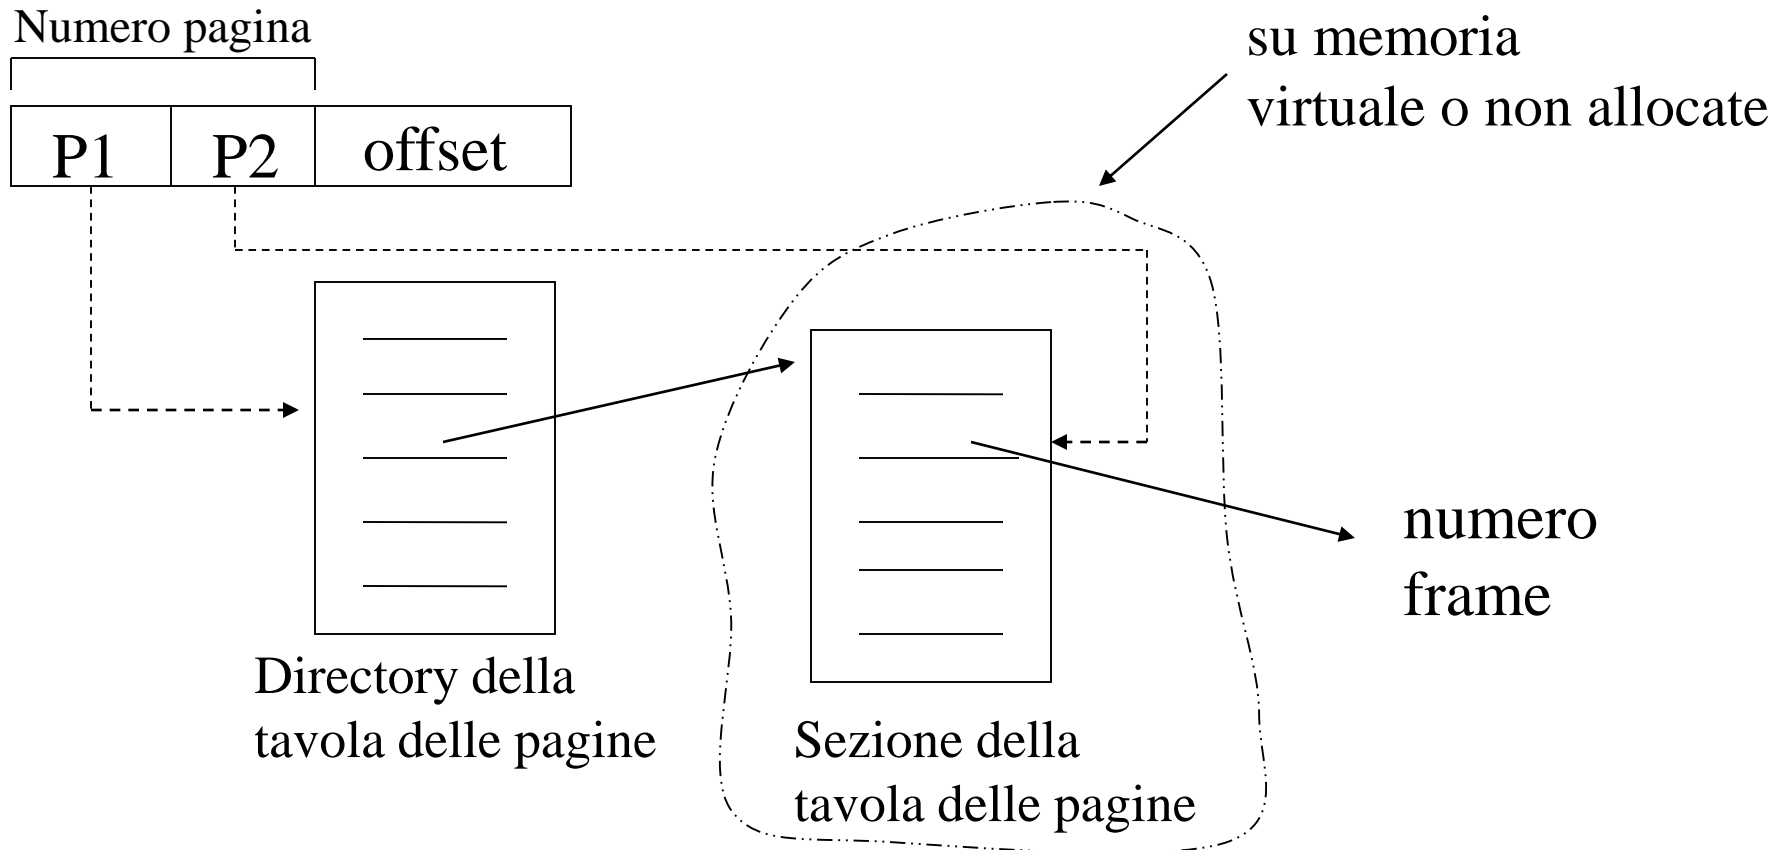 Numero pagina
P1
P2
offset
su memoria
virtuale o non allocate
numero
frame
Directory della
tavola delle pagine
Sezione della
tavola delle pagine